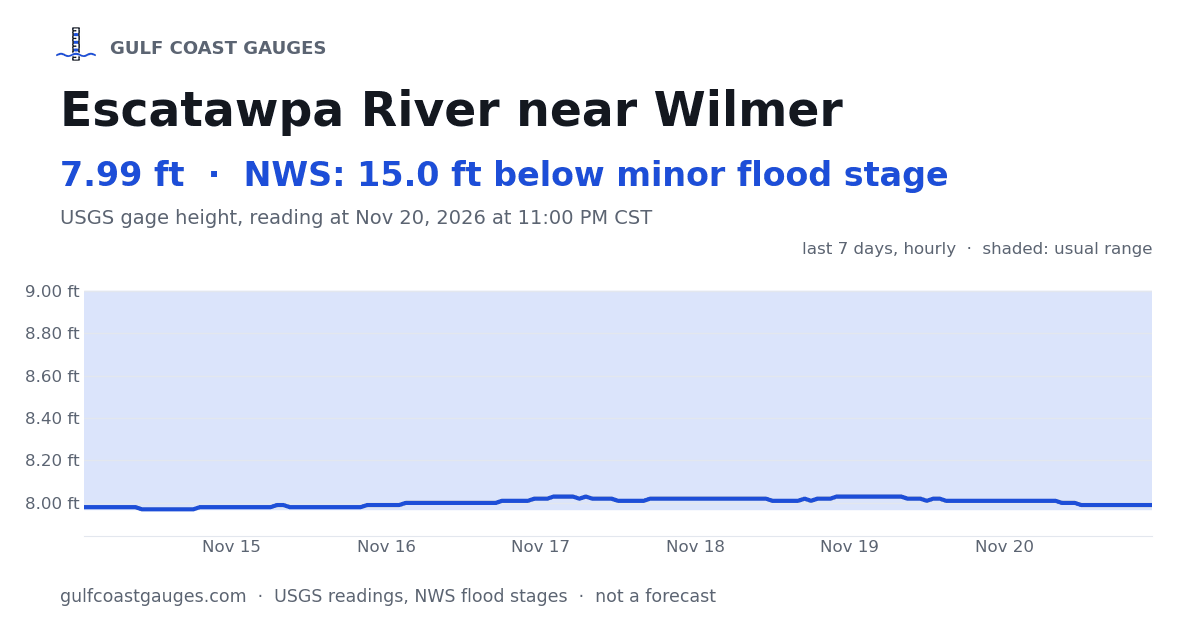 GULF COAST GAUGES
Escatawpa River near Wilmer
7.99 ft · NWS: 15.0 ft below minor flood stage
USGS gage height, reading at Nov 20, 2026 at 11:00 PM CST
last 7 days, hourly · shaded: usual range
9.00 ft
8.80 ft
8.60 ft
8.40 ft
8.20 ft
8.00 ft
Nov 15 Nov 16 Nov 17 Nov 18 Nov 19 Nov 20
gulfcoastgauges.com · USGS readings, NWS flood stages · not a forecast